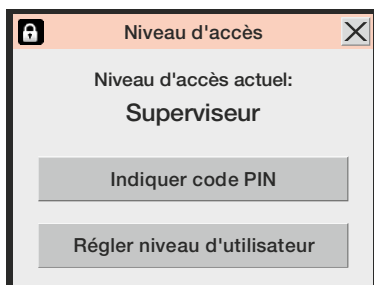 Niveau d'accès
Niveau d'accès actuel:
Superviseur
Indiquer code PIN
Régler niveau d'utilisateur